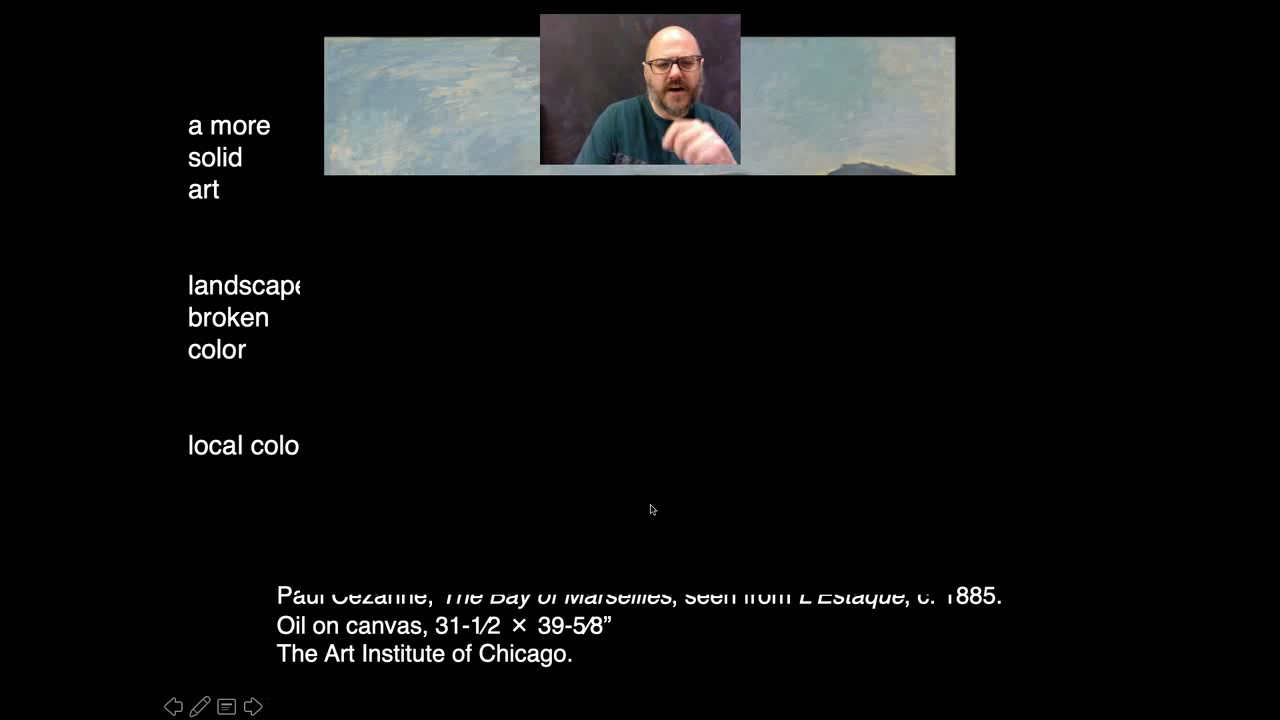 a more
solid
art
landscape
broken
color
local colo
Paul Cezanne, The Bay of Marseilles, seen from L'Estaque, c. 1885.
Oil on canvas, 31-1⁄2 × 39-5⁄8”
The Art Institute of Chicago.